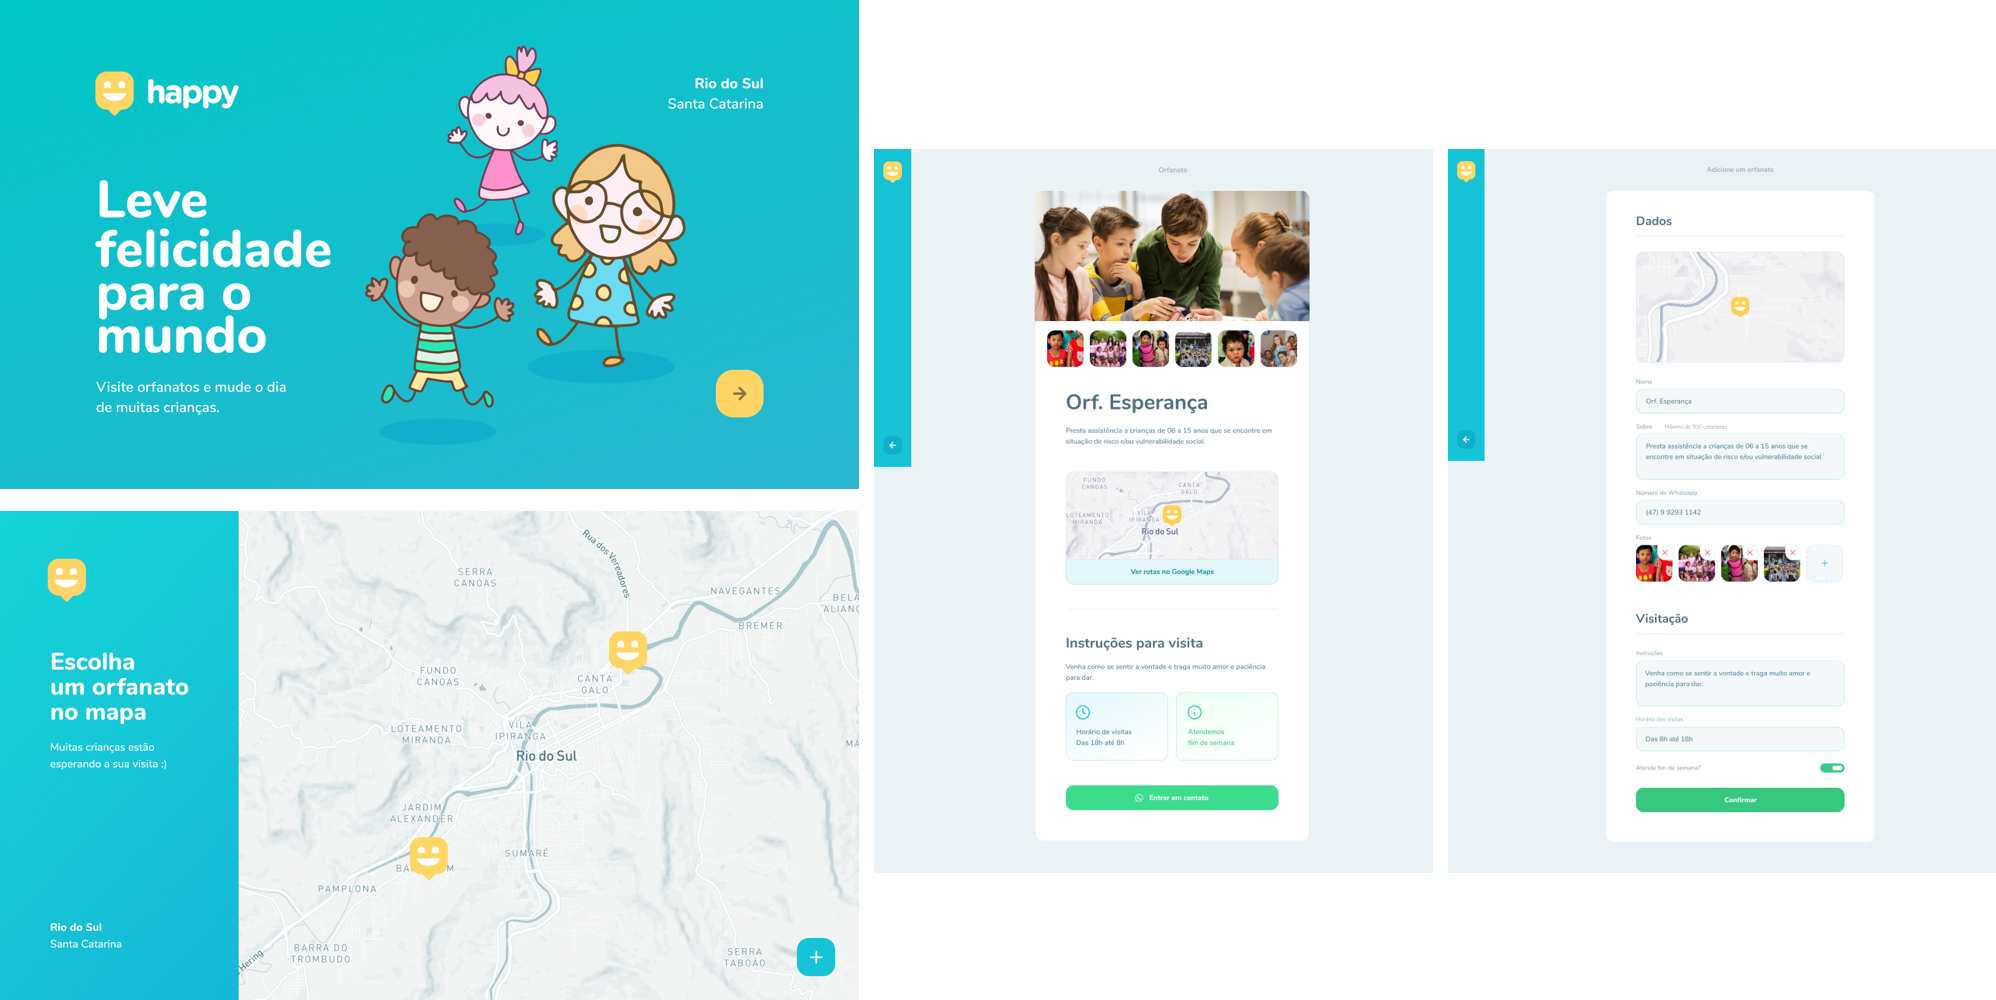 happy
Rio do Sul
Santa Catarina
Leve
felicidade
para o
mundo
Visite orfanatos e mude o dia
de muitas crianças.
Escolha
um orfanato
no mapa
Muitas crianças estão
esperando a sua visita :)
Rio do Sul
Santa Catarina
Rua dos Vereadores
SERRA
CANOAS
NAVEGANTES
BELA
ALIANÇ
BREMER
FUNDO
CANOAS
CANTA
GALO
LOTEAMENTO
MIRANDA
VILA
IPIRANGA
MA
Rio do Sul
JARDIM
ALEXANDER
SUMARÉ
PAMPLONA
BARRA DO
TROMBUDO
Hering
SERRA
TABOÃO
Orfanato
Orf. Esperança
Presta assistência a crianças de 06 a 15 anos que se encontre em
situação de risco e/ou vulnerabilidade social.
FUNDO
CANOAS
CANTA
GALO
LOTEAMENTO
MIRANDA
VILA
IPIRANGA
Rio do Sul
Ver rotas no Google Maps
Instruções para visita
Venha como se sentir a vontade e traga muito amor e paciência
para dar.
Horário de visitas
Das 18h até 8h
Atendemos
fim de semana
Entrar em contato
Adicione um orfanato
Dados
Nome
Orf. Esperança
Sobre Máximo de 300 caracteres
Presta assistência a crianças de 06 a 15 anos que se
encontre em situação de risco e/ou vulnerabilidade social.
Número de Whatsapp
(47) 9 9293 1142
Fotos
Visitação
Instruções
Venha como se sentir a vontade e traga muito amor e
paciência para dar.
Horário das visitas
Das 8h até 18h
Atende fim de semana?
Confirmar